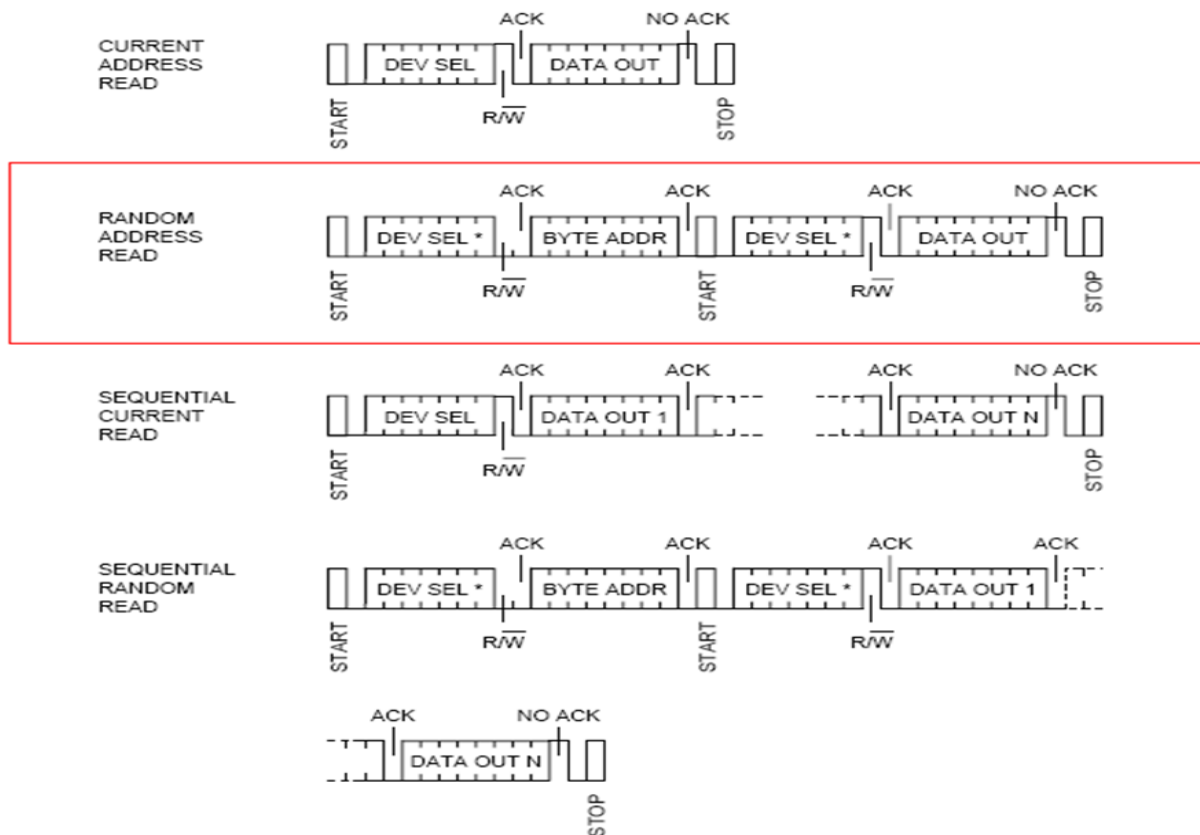 ACK NO ACK
CURRENT
ADDRESS
READ
DEV SEL DATA OUT
START R/W STOP
ACK ACK ACK NO ACK
RANDOM
ADDRESS
READ
DEV SEL * BYTE ADDR DEV SEL * DATA OUT
START R/W START R/W STOP
ACK ACK ACK NO ACK
SEQUENTIAL
CURRENT
READ
DEV SEL DATA OUT 1 DATA OUT N
START R/W STOP
ACK ACK ACK ACK
SEQUENTIAL
RANDOM
READ
DEV SEL * BYTE ADDR DEV SEL * DATA OUT 1
START R/W START R/W
ACK NO ACK
DATA OUT N
STOP